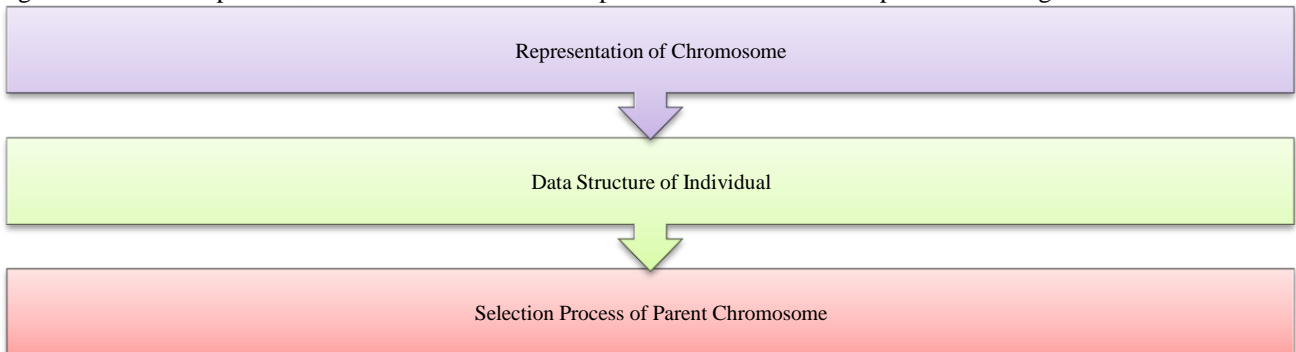 Representation of Chromosome
Data Structure of Individual
Selection Process of Parent Chromosome